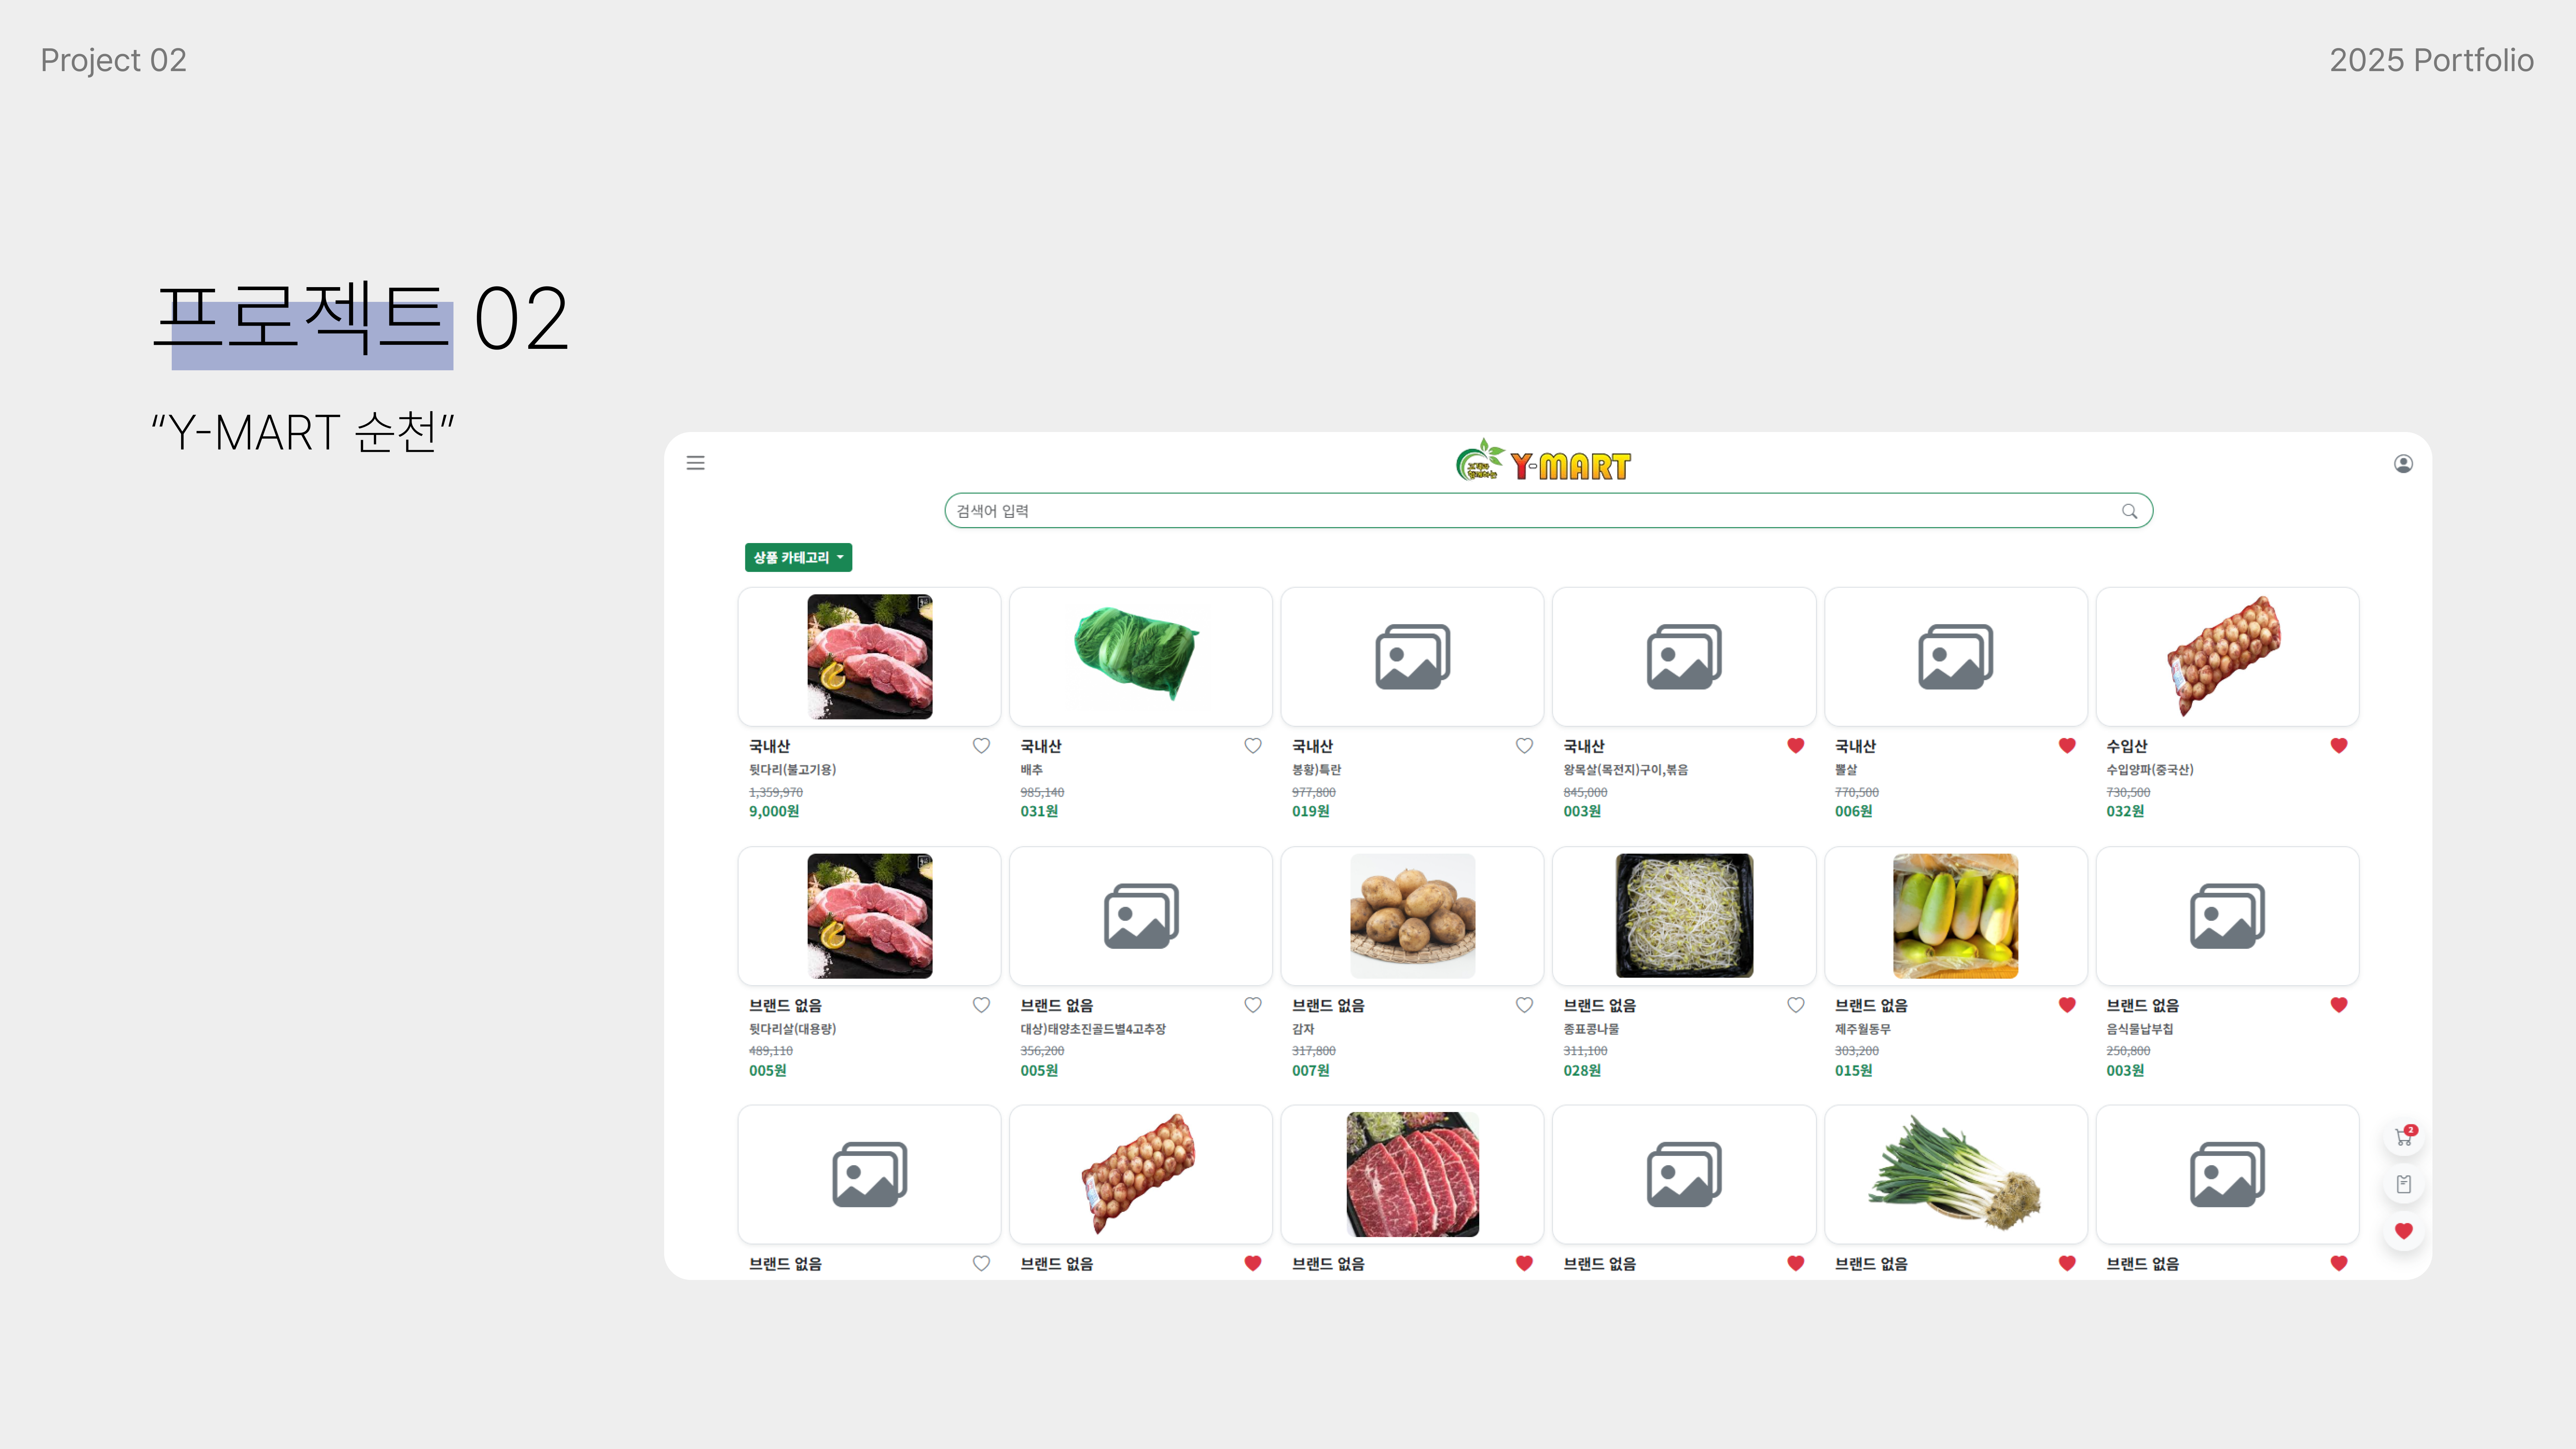 Project 02
2025 Portfolio
프로젝트 02
“Y-MART 순천”
Y-MART
검색어 입력
상품 카테고리
국내산
뒷다리(불고기용)
1,359,970
9,000원
국내산
배추
985,140
031원
국내산
봉황)특란
977,800
019원
국내산
왕목살(목전지)구이,볶음
845,000
003원
국내산
뽈살
770,500
006원
수입산
수입양파(중국산)
730,500
032원
브랜드 없음
뒷다리살(대용량)
489,110
005원
브랜드 없음
대상)태양초진골드별4고추장
356,200
005원
브랜드 없음
감자
317,800
007원
브랜드 없음
종표콩나물
311,100
028원
브랜드 없음
제주월동무
303,200
015원
브랜드 없음
음식물납부칩
250,800
003원
2
브랜드 없음
브랜드 없음
브랜드 없음
브랜드 없음
브랜드 없음
브랜드 없음